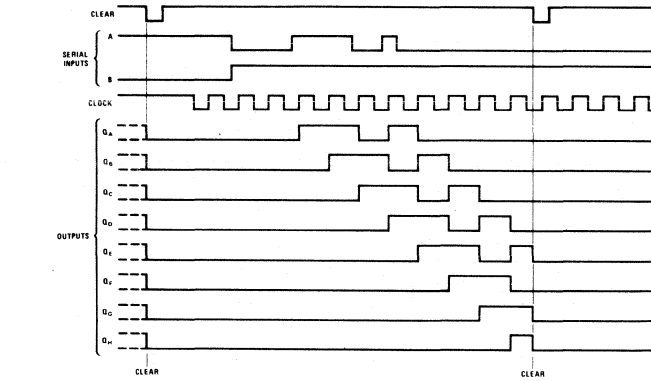 CLEAR
A
SERIAL
INPUTS
B
CLOCK
QA
QB
QC
QD
OUTPUTS
QE
QF
QG
QH
CLEAR
CLEAR